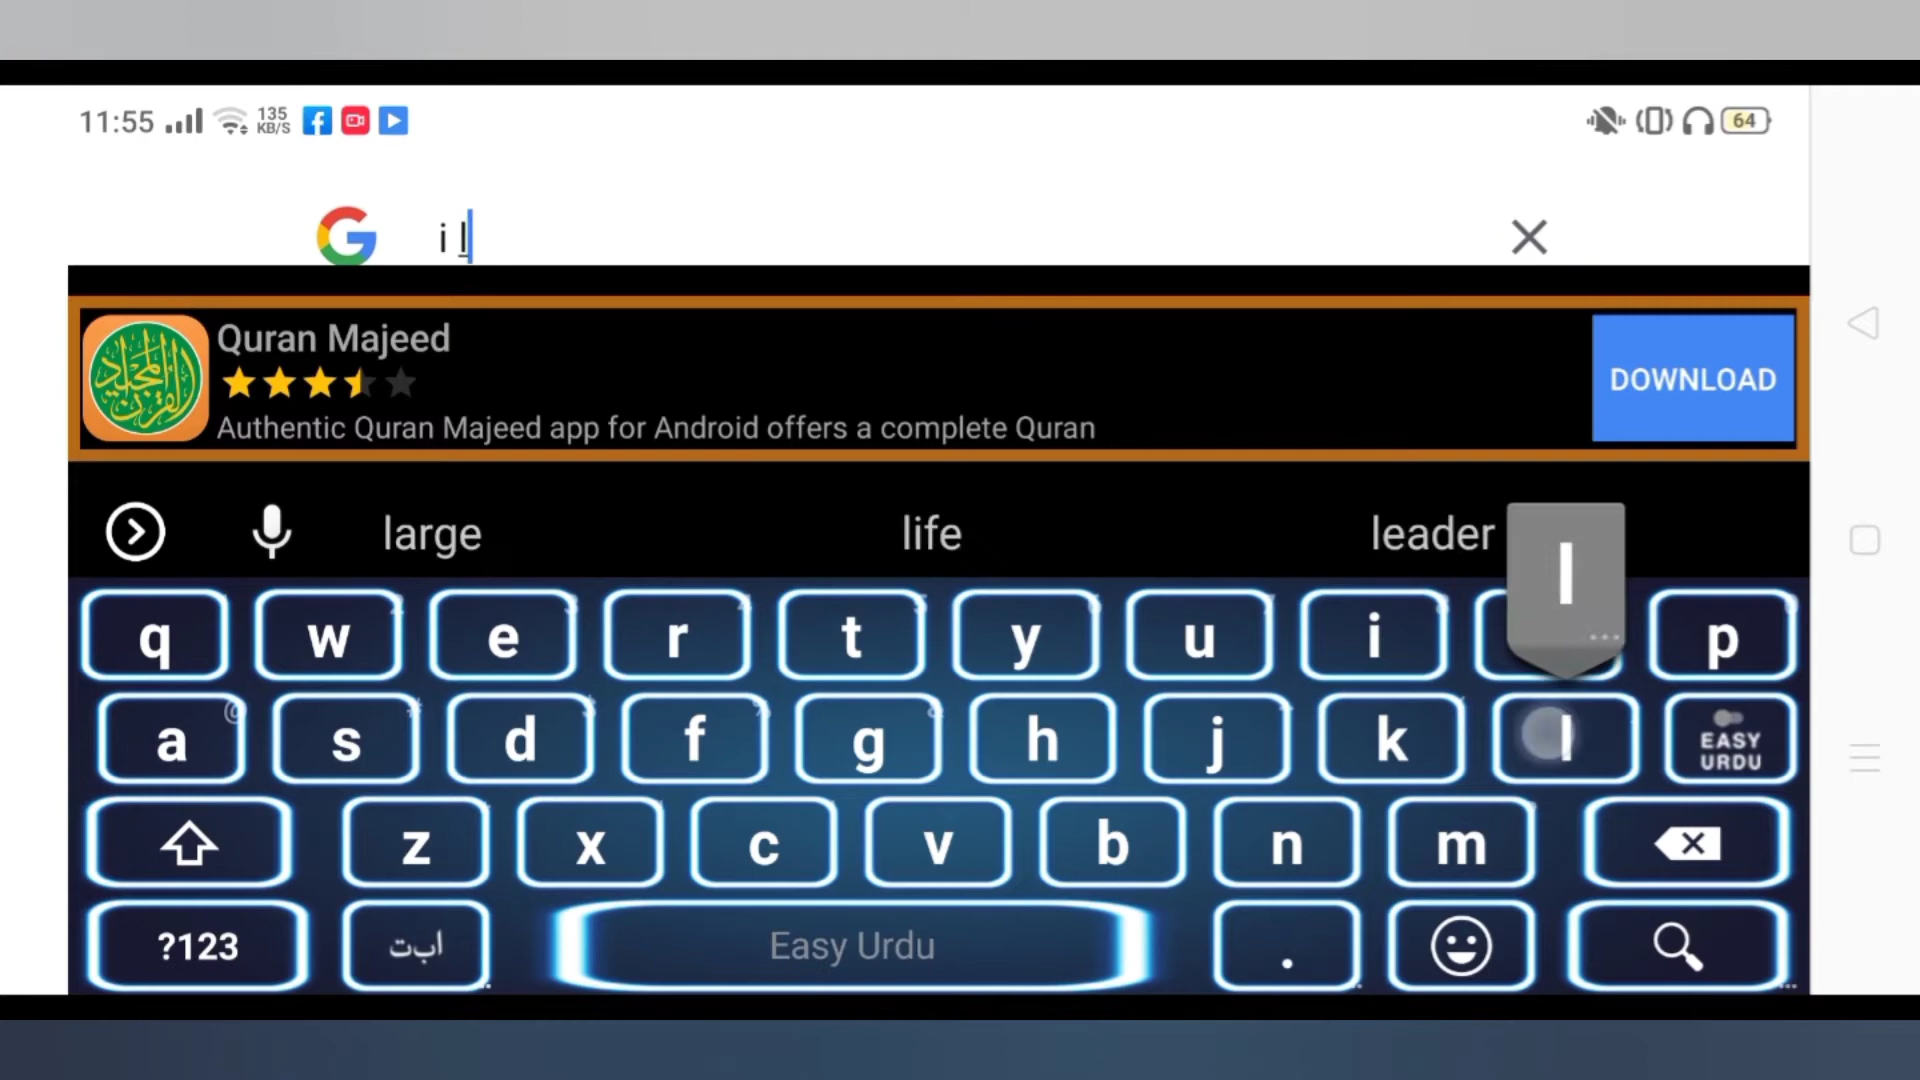 11:55 135 KB/S 64
i l
Quran Majeed
Authentic Quran Majeed app for Android offers a complete Quran
DOWNLOAD
large life leader l
q w e r t y u i p
a s d f g h j k l EASY URDU
z x c v b n m
?123 ابت Easy Urdu .